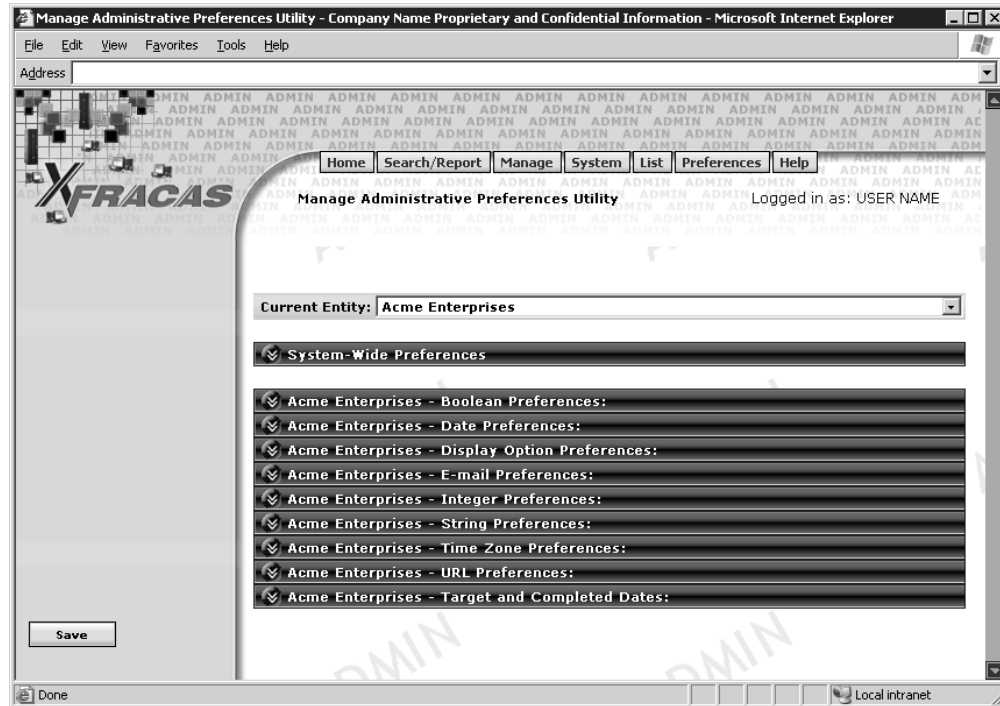 Manage Administrative Preferences Utility - Company Name Proprietary and Confidential Information - Microsoft Internet Explorer
File Edit View Favorites Tools Help
Address
XFRACAS
Home Search/Report Manage System List Preferences Help
Manage Administrative Preferences Utility
Logged in as: USER NAME
Current Entity: Acme Enterprises
System-Wide Preferences
Acme Enterprises - Boolean Preferences:
Acme Enterprises - Date Preferences:
Acme Enterprises - Display Option Preferences:
Acme Enterprises - E-mail Preferences:
Acme Enterprises - Integer Preferences:
Acme Enterprises - String Preferences:
Acme Enterprises - Time Zone Preferences:
Acme Enterprises - URL Preferences:
Acme Enterprises - Target and Completed Dates:
Save
ADMIN ADMIN
Done Local intranet